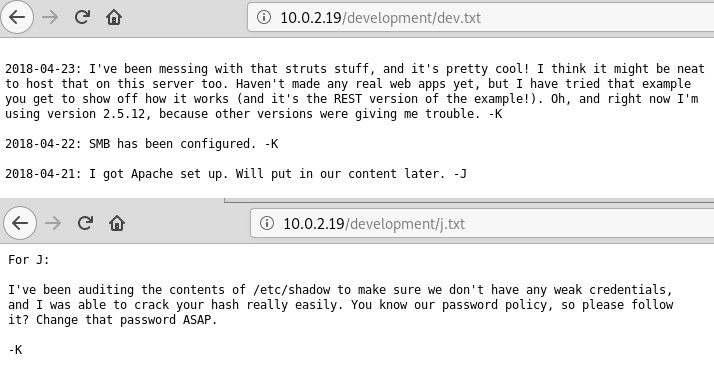 10.0.2.19/development/dev.txt
2018-04-23: I've been messing with that struts stuff, and it's pretty cool! I think it might be neat
to host that on this server too. Haven't made any real web apps yet, but I have tried that example
you get to show off how it works (and it's the REST version of the example!). Oh, and right now I'm
using version 2.5.12, because other versions were giving me trouble. -K
2018-04-22: SMB has been configured. -K
2018-04-21: I got Apache set up. Will put in our content later. -J
10.0.2.19/development/j.txt
For J:
I've been auditing the contents of /etc/shadow to make sure we don't have any weak credentials,
and I was able to crack your hash really easily. You know our password policy, so please follow
it? Change that password ASAP.
-K